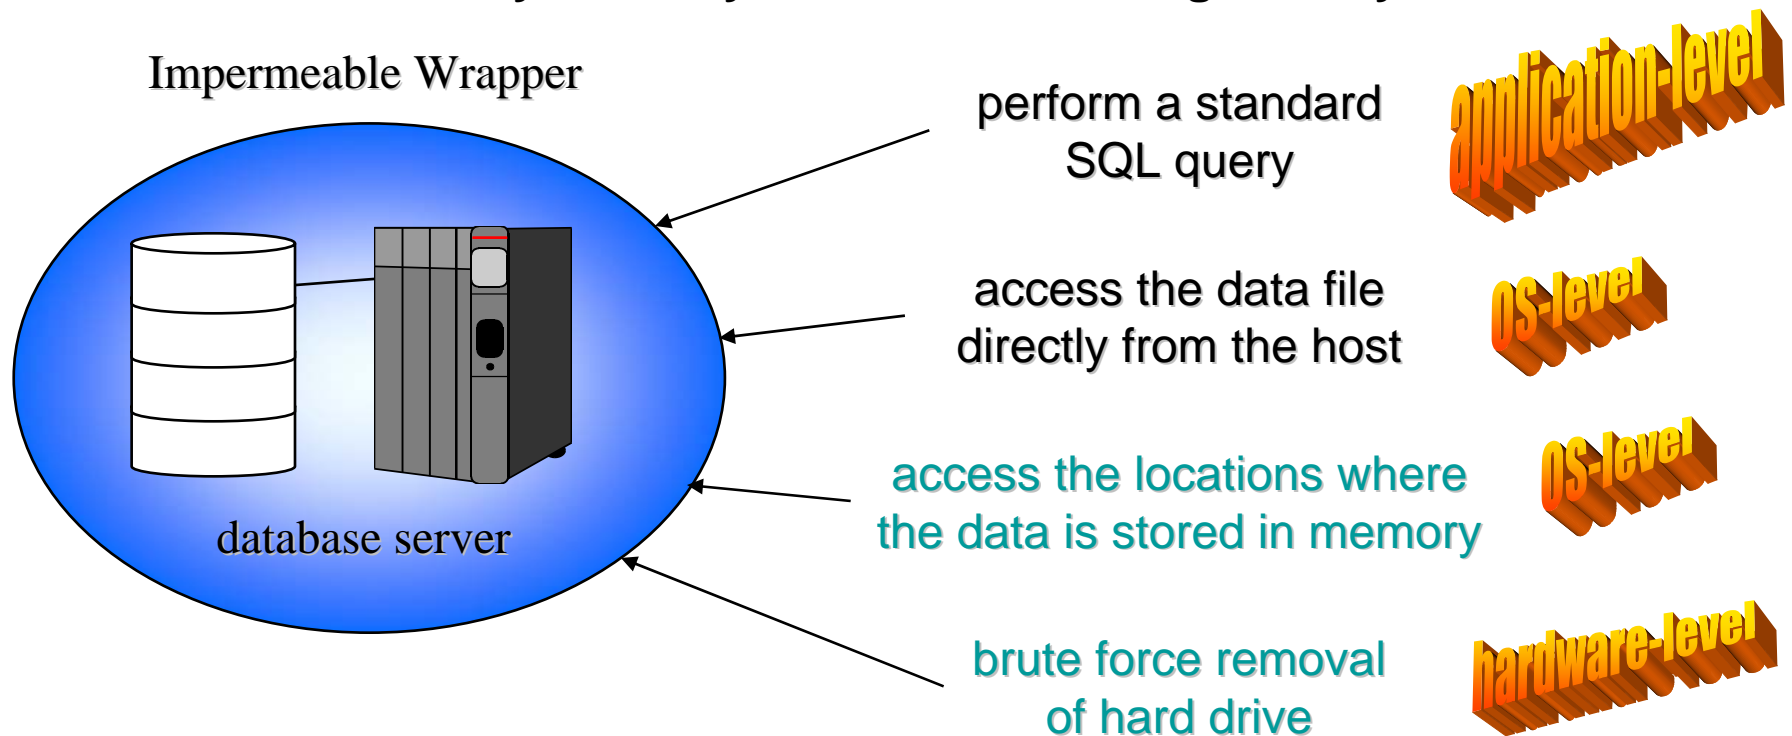 Impermeable Wrapper
perform a standard
SQL query
application-level
access the data file
directly from the host
OS-level
access the locations where
the data is stored in memory
OS-level
database server
brute force removal
of hard drive
hardware-level